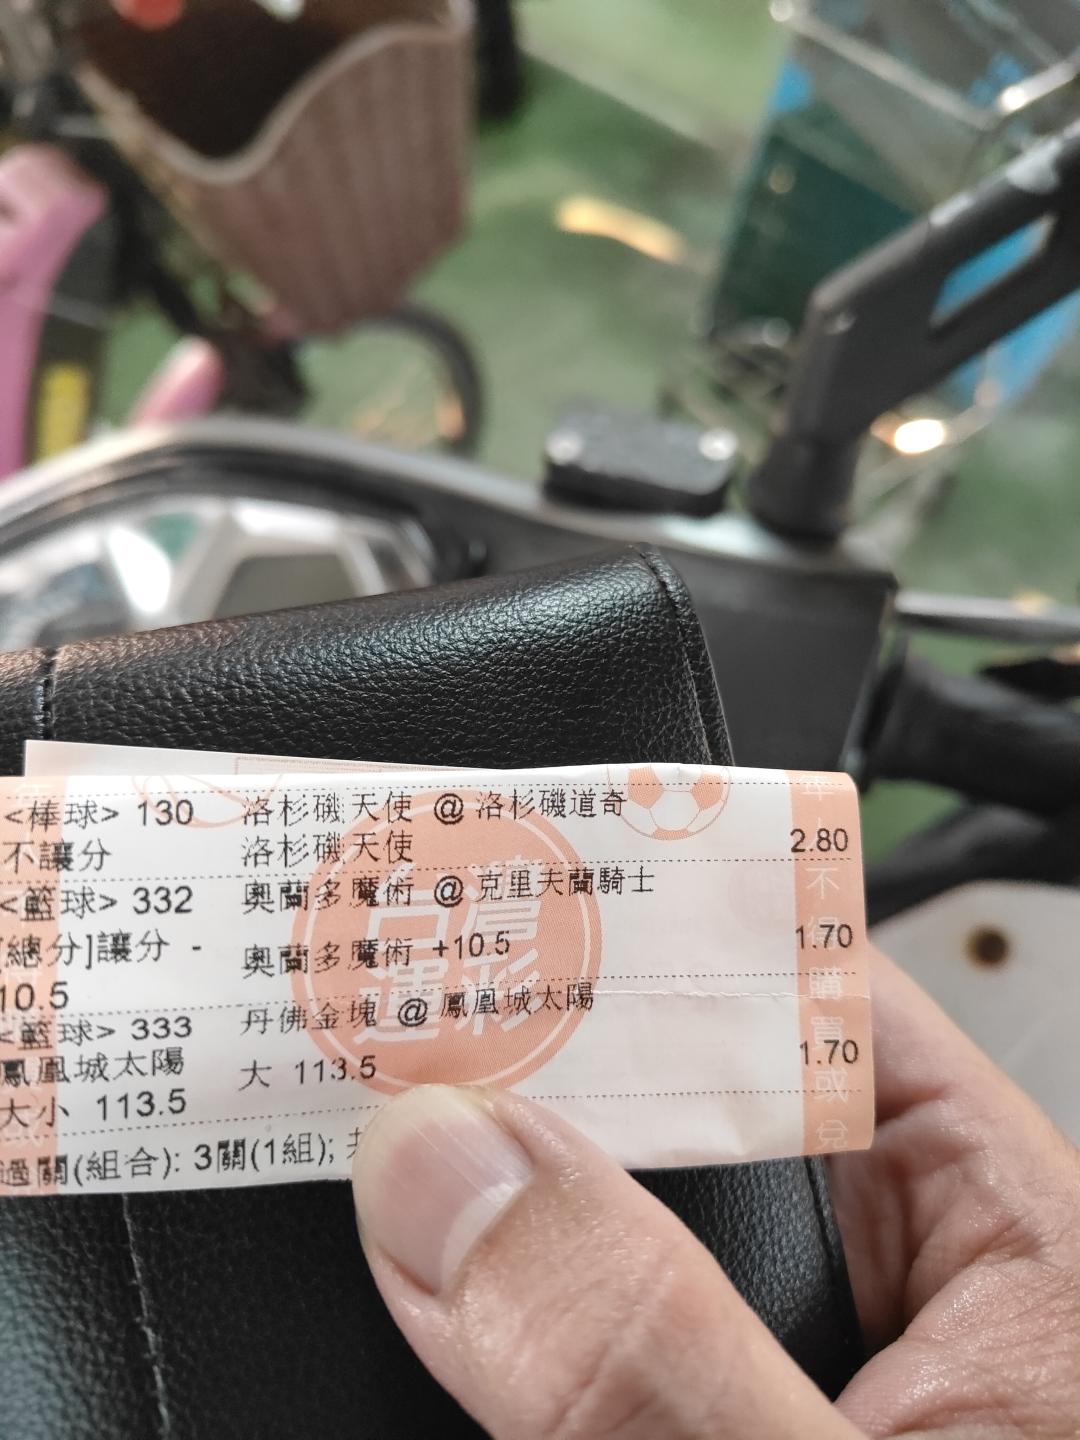 <棒球> 130 洛杉磯天使 @ 洛杉磯道奇
不讓分 洛杉磯天使 2.80
<籃球> 332 奧蘭多魔術 @ 克里夫蘭騎士
[總分]讓分 - 奧蘭多魔術 +10.5 1.70
10.5
<籃球> 333 丹佛金塊 @ 鳳凰城太陽
鳳凰城太陽 大 113.5 1.70
大小 113.5
過關(組合): 3關(1組);
台灣
運彩
不得購買或兌